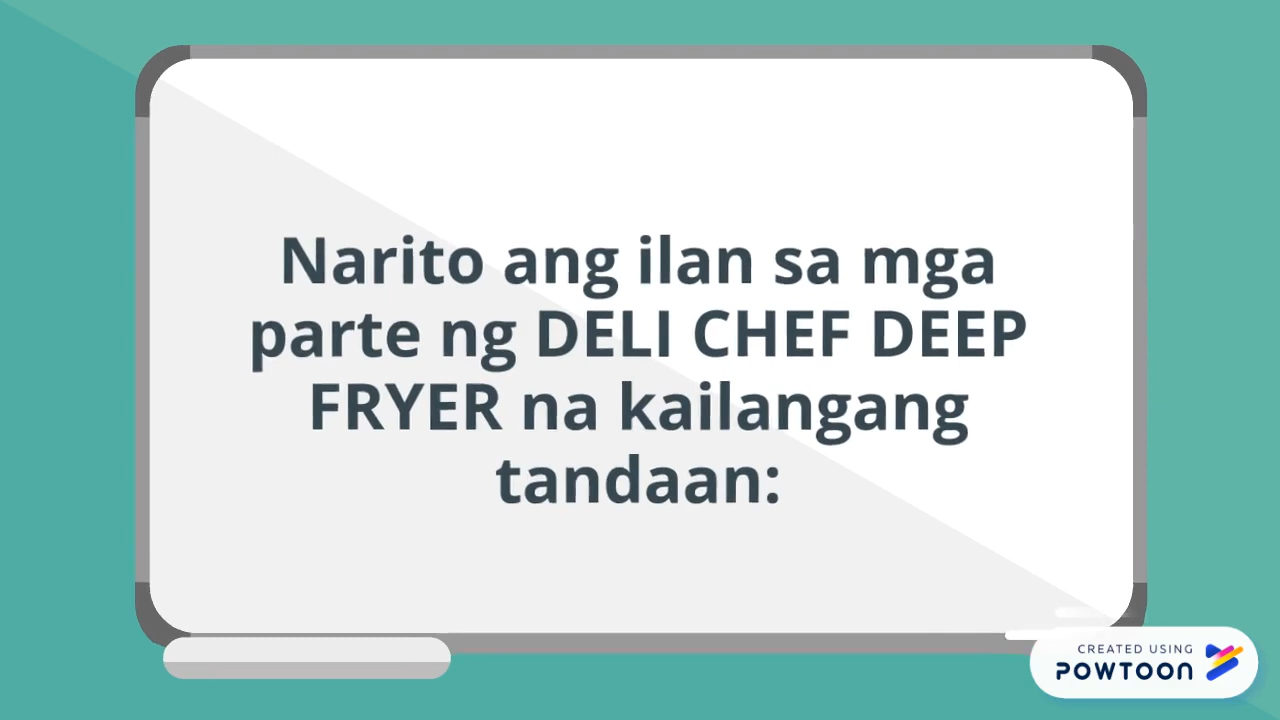 Narito ang ilan sa mga
parte ng DELI CHEF DEEP
FRYER na kailangang
tandaan:
CREATED USING
POWTOON